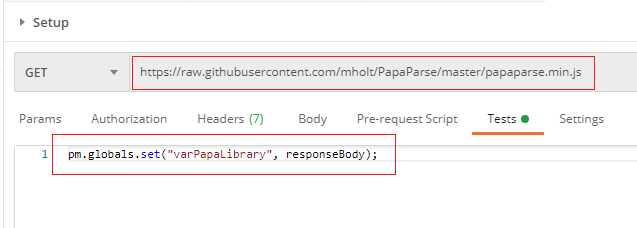 Setup
GET https://raw.githubusercontent.com/mholt/PapaParse/master/papaparse.min.js
Params Authorization Headers (7) Body Pre-request Script Tests Settings
1 pm.globals.set("varPapaLibrary", responseBody);